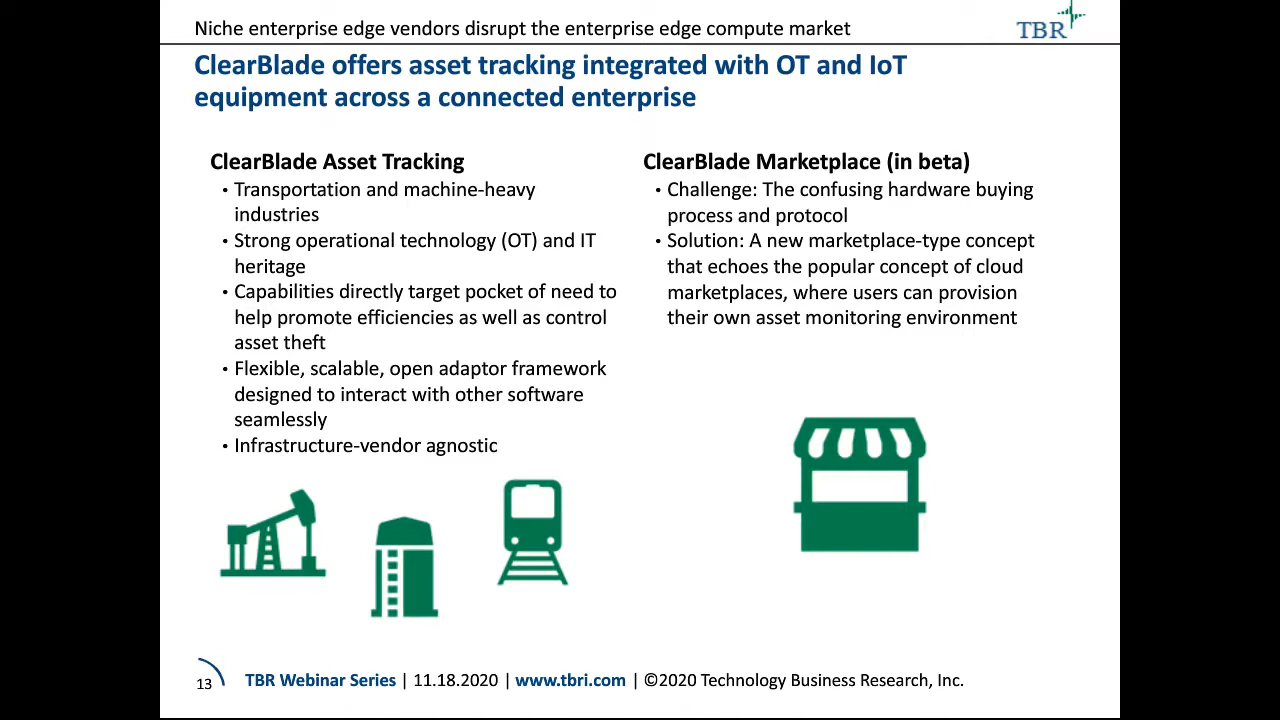 Niche enterprise edge vendors disrupt the enterprise edge compute market
TBR
ClearBlade offers asset tracking integrated with OT and IoT
equipment across a connected enterprise
ClearBlade Asset Tracking
• Transportation and machine-heavy
industries
• Strong operational technology (OT) and IT
heritage
• Capabilities directly target pocket of need to
help promote efficiencies as well as control
asset theft
• Flexible, scalable, open adaptor framework
designed to interact with other software
seamlessly
• Infrastructure-vendor agnostic
ClearBlade Marketplace (in beta)
• Challenge: The confusing hardware buying
process and protocol
• Solution: A new marketplace-type concept
that echoes the popular concept of cloud
marketplaces, where users can provision
their own asset monitoring environment
13
TBR Webinar Series | 11.18.2020 | www.tbri.com | ©2020 Technology Business Research, Inc.